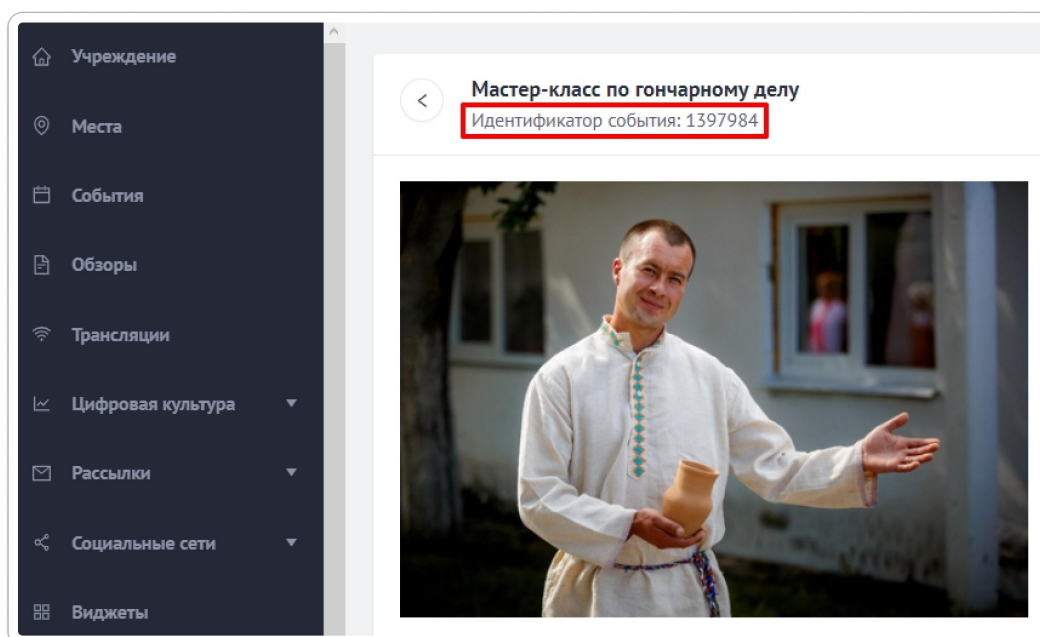 Учреждение
Места
События
Обзоры
Трансляции
Цифровая культура
Рассылки
Социальные сети
Виджеты
Мастер-класс по гончарному делу
Идентификатор события: 1397984